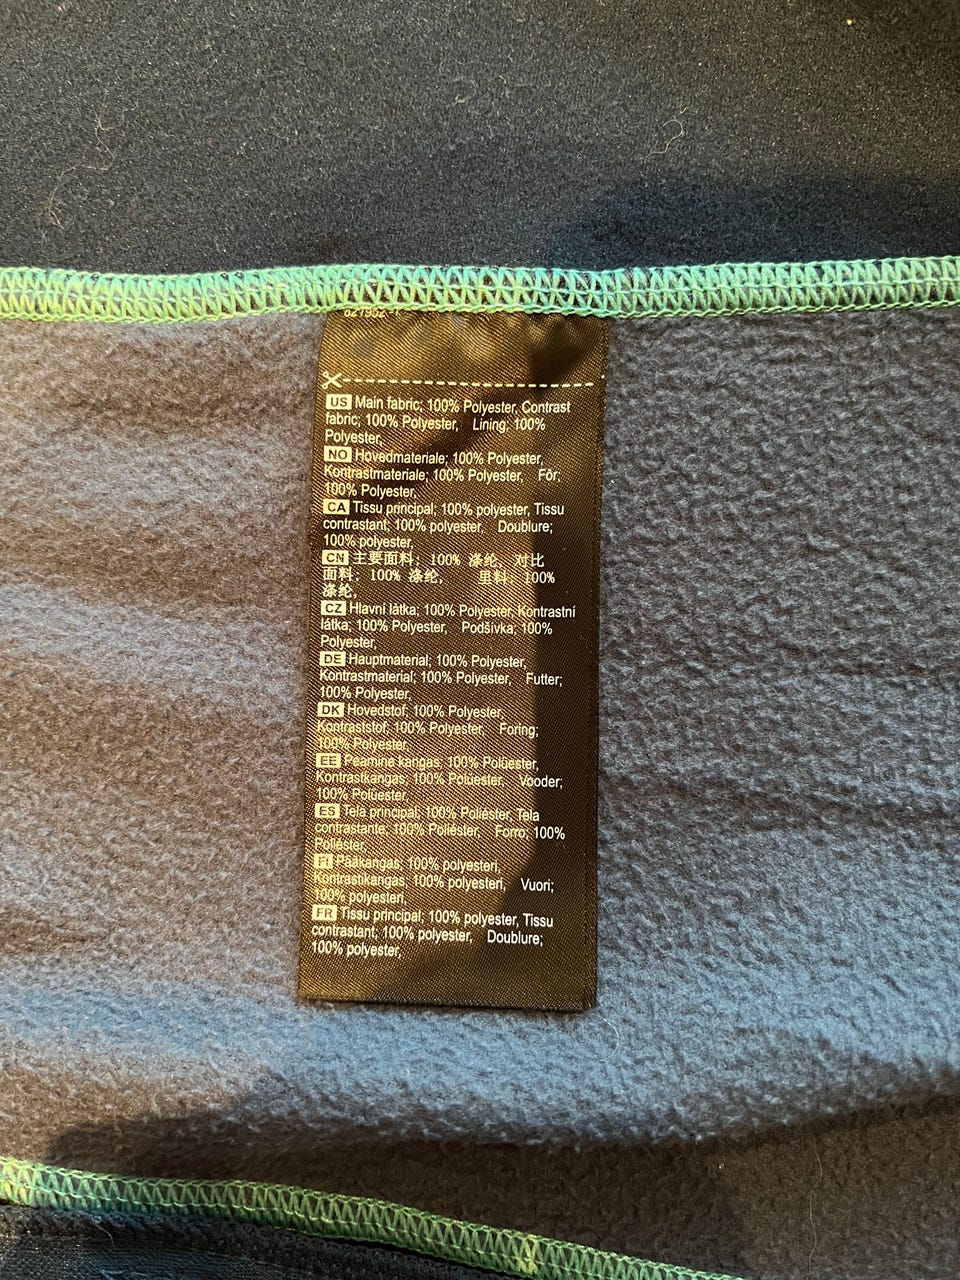 US Main fabric; 100% Polyester, Contrast
fabric; 100% Polyester, Lining; 100%
Polyester,
NO Hovedmateriale; 100% Polyester,
Kontrastmateriale; 100% Polyester, Fôr;
100% Polyester,
CA Tissu principal; 100% polyester, Tissu
contrastant; 100% polyester, Doublure;
100% polyester,
CN 主要面料; 100% 涤纶, 对比
面料; 100% 涤纶, 里料; 100%
涤纶,
CZ Hlavní látka; 100% Polyester, Kontrastní
látka; 100% Polyester, Podšívka; 100%
Polyester,
DE Hauptmaterial; 100% Polyester,
Kontrastmaterial; 100% Polyester, Futter;
100% Polyester,
DK Hovedstof; 100% Polyester,
Kontraststof; 100% Polyester, Foring;
100% Polyester,
EE Peamine kangas; 100% Polüester,
Kontrastkangas; 100% Polüester, Vooder;
100% Polüester,
ES Tela principal; 100% Poliéster, Tela
contrastante; 100% Poliéster, Forro; 100%
Poliéster,
FI Pääkangas; 100% polyesteri,
Kontrastikangas; 100% polyesteri, Vuori;
100% polyesteri,
FR Tissu principal; 100% polyester, Tissu
contrastant; 100% polyester, Doublure;
100% polyester,